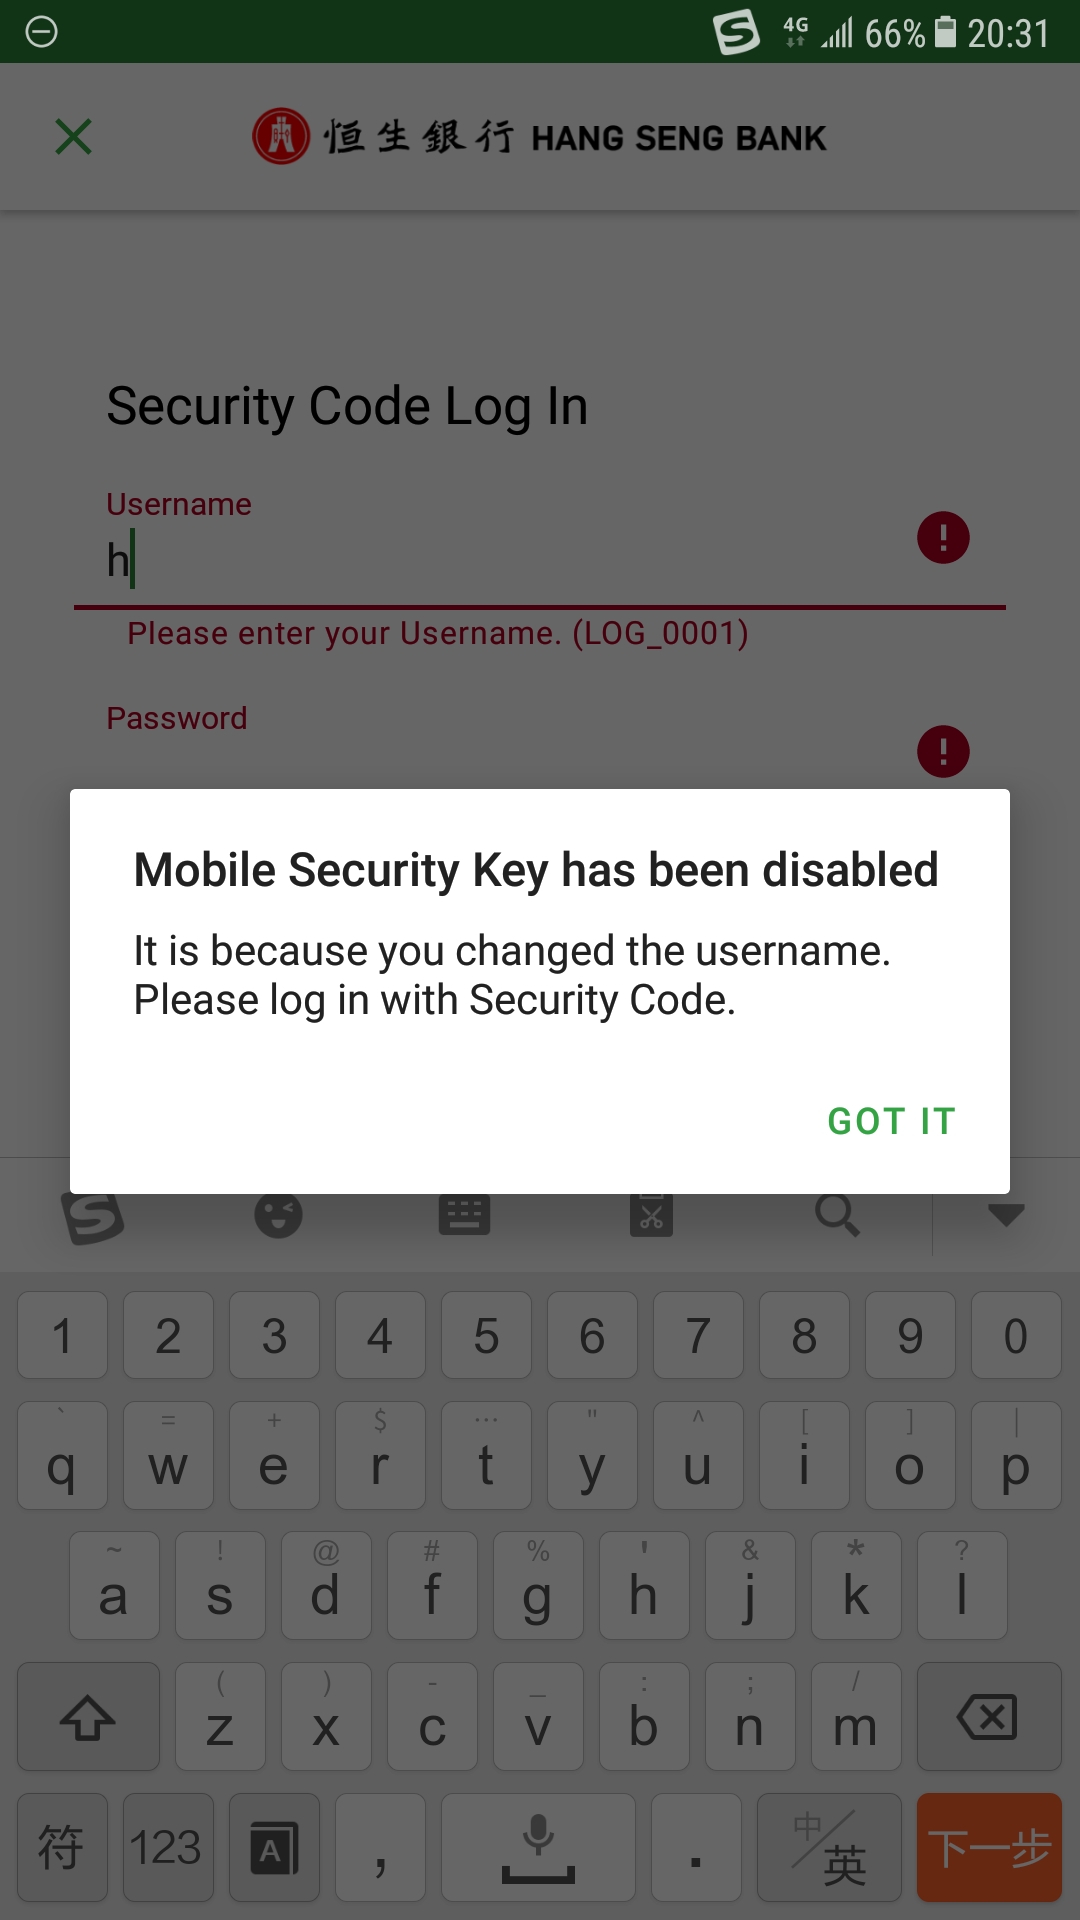 4G 66% 20:31
恒生銀行 HANG SENG BANK
Security Code Log In
Username
h
Please enter your Username. (LOG_0001)
Password
Mobile Security Key has been disabled
It is because you changed the username.
Please log in with Security Code.
GOT IT
1 2 3 4 5 6 7 8 9 0
` = + $ ... " ^ [ ] |
q w e r t y u i o p
~ ! @ # % ' & * ?
a s d f g h j k l
( ) - _ : ; /
z x c v b n m
符 123 A , . 中/英 下一步